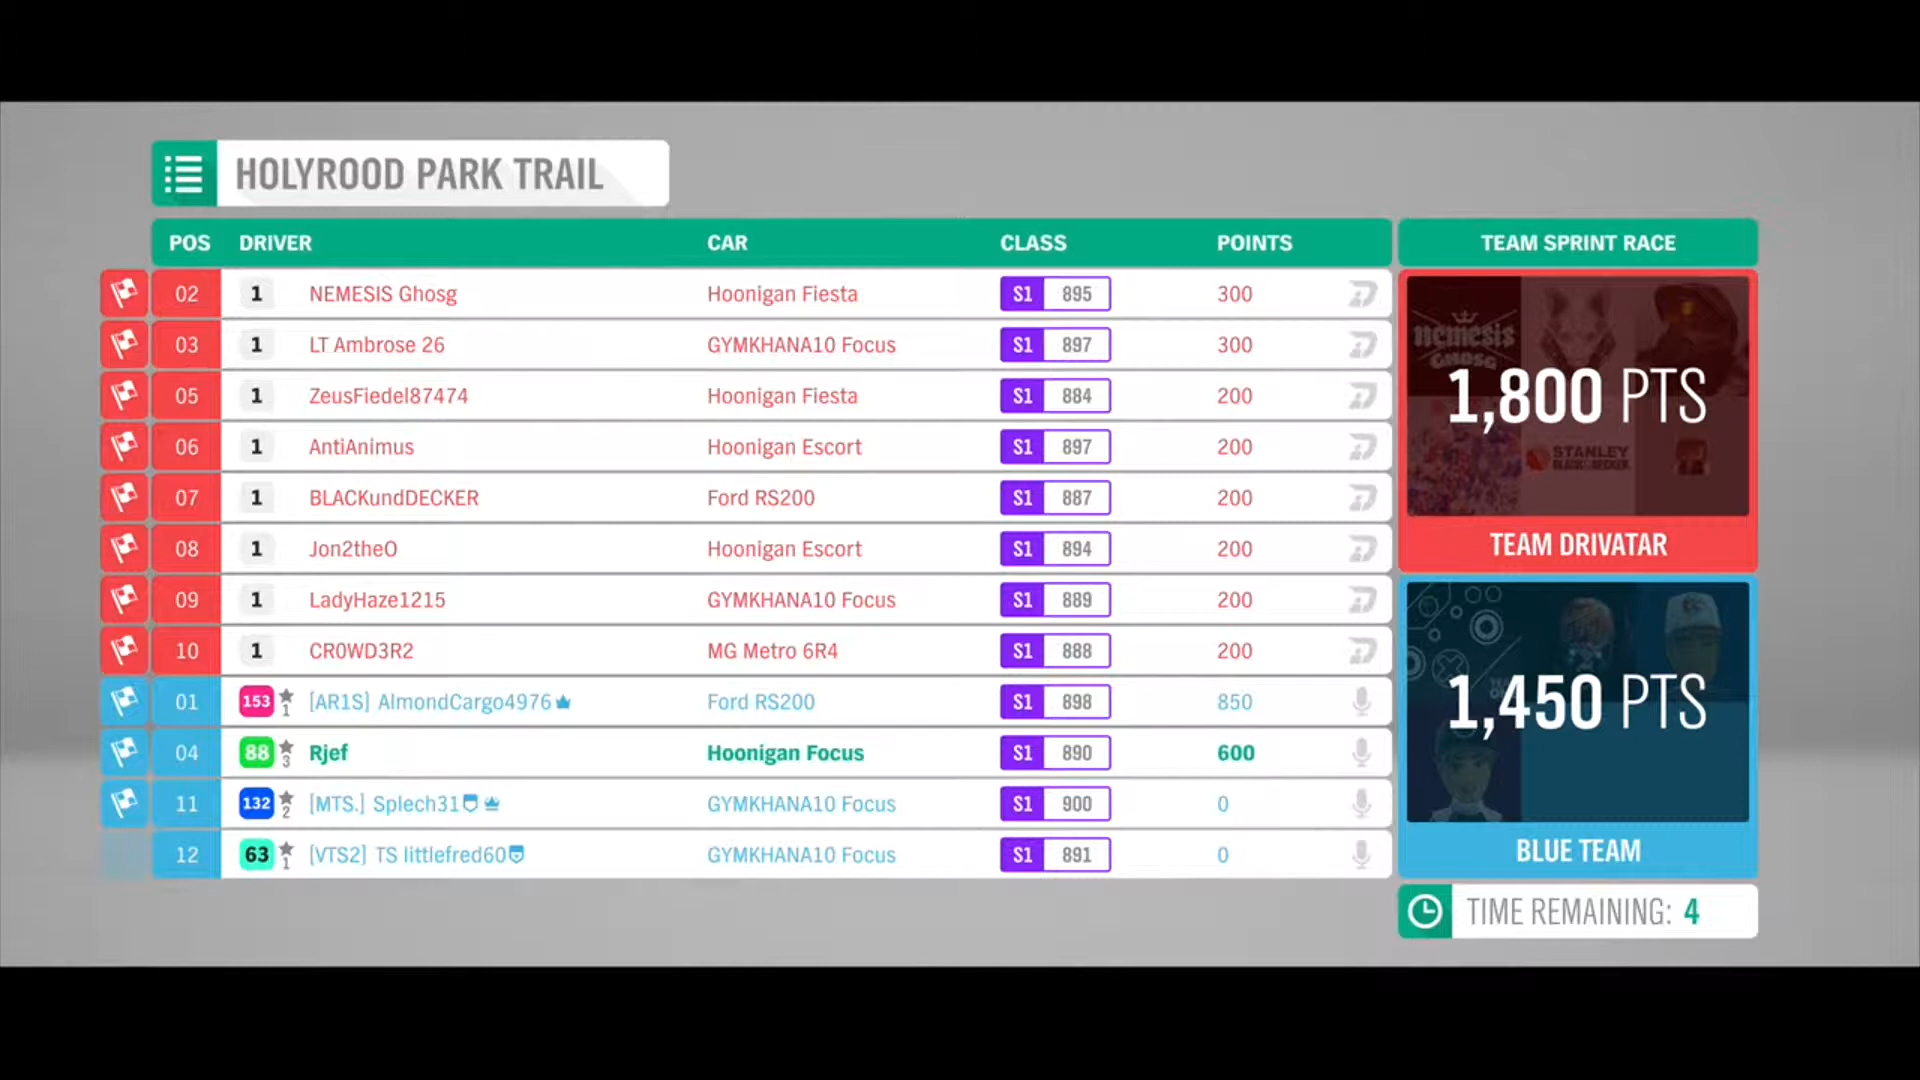 HOLYROOD PARK TRAIL
POS DRIVER CAR CLASS POINTS
02 1 NEMESIS Ghosg Hoonigan Fiesta S1 895 300
03 1 LT Ambrose 26 GYMKHANA10 Focus S1 897 300
05 1 ZeusFiedel87474 Hoonigan Fiesta S1 884 200
06 1 AntiAnimus Hoonigan Escort S1 897 200
07 1 BLACKundDECKER Ford RS200 S1 887 200
08 1 Jon2theO Hoonigan Escort S1 894 200
09 1 LadyHaze1215 GYMKHANA10 Focus S1 889 200
10 1 CR0WD3R2 MG Metro 6R4 S1 888 200
01 153 1 [AR1S] AlmondCargo4976 Ford RS200 S1 898 850
04 88 3 Rjef Hoonigan Focus S1 890 600
11 132 2 [MTS.] Splech31 GYMKHANA10 Focus S1 900 0
12 63 1 [VTS2] TS littlefred60 GYMKHANA10 Focus S1 891 0
TEAM SPRINT RACE
nemesis
GHOSG
1,800 PTS
STANLEY
BLACK&DECKER
TEAM DRIVATAR
1,450 PTS
BLUE TEAM
TIME REMAINING: 4